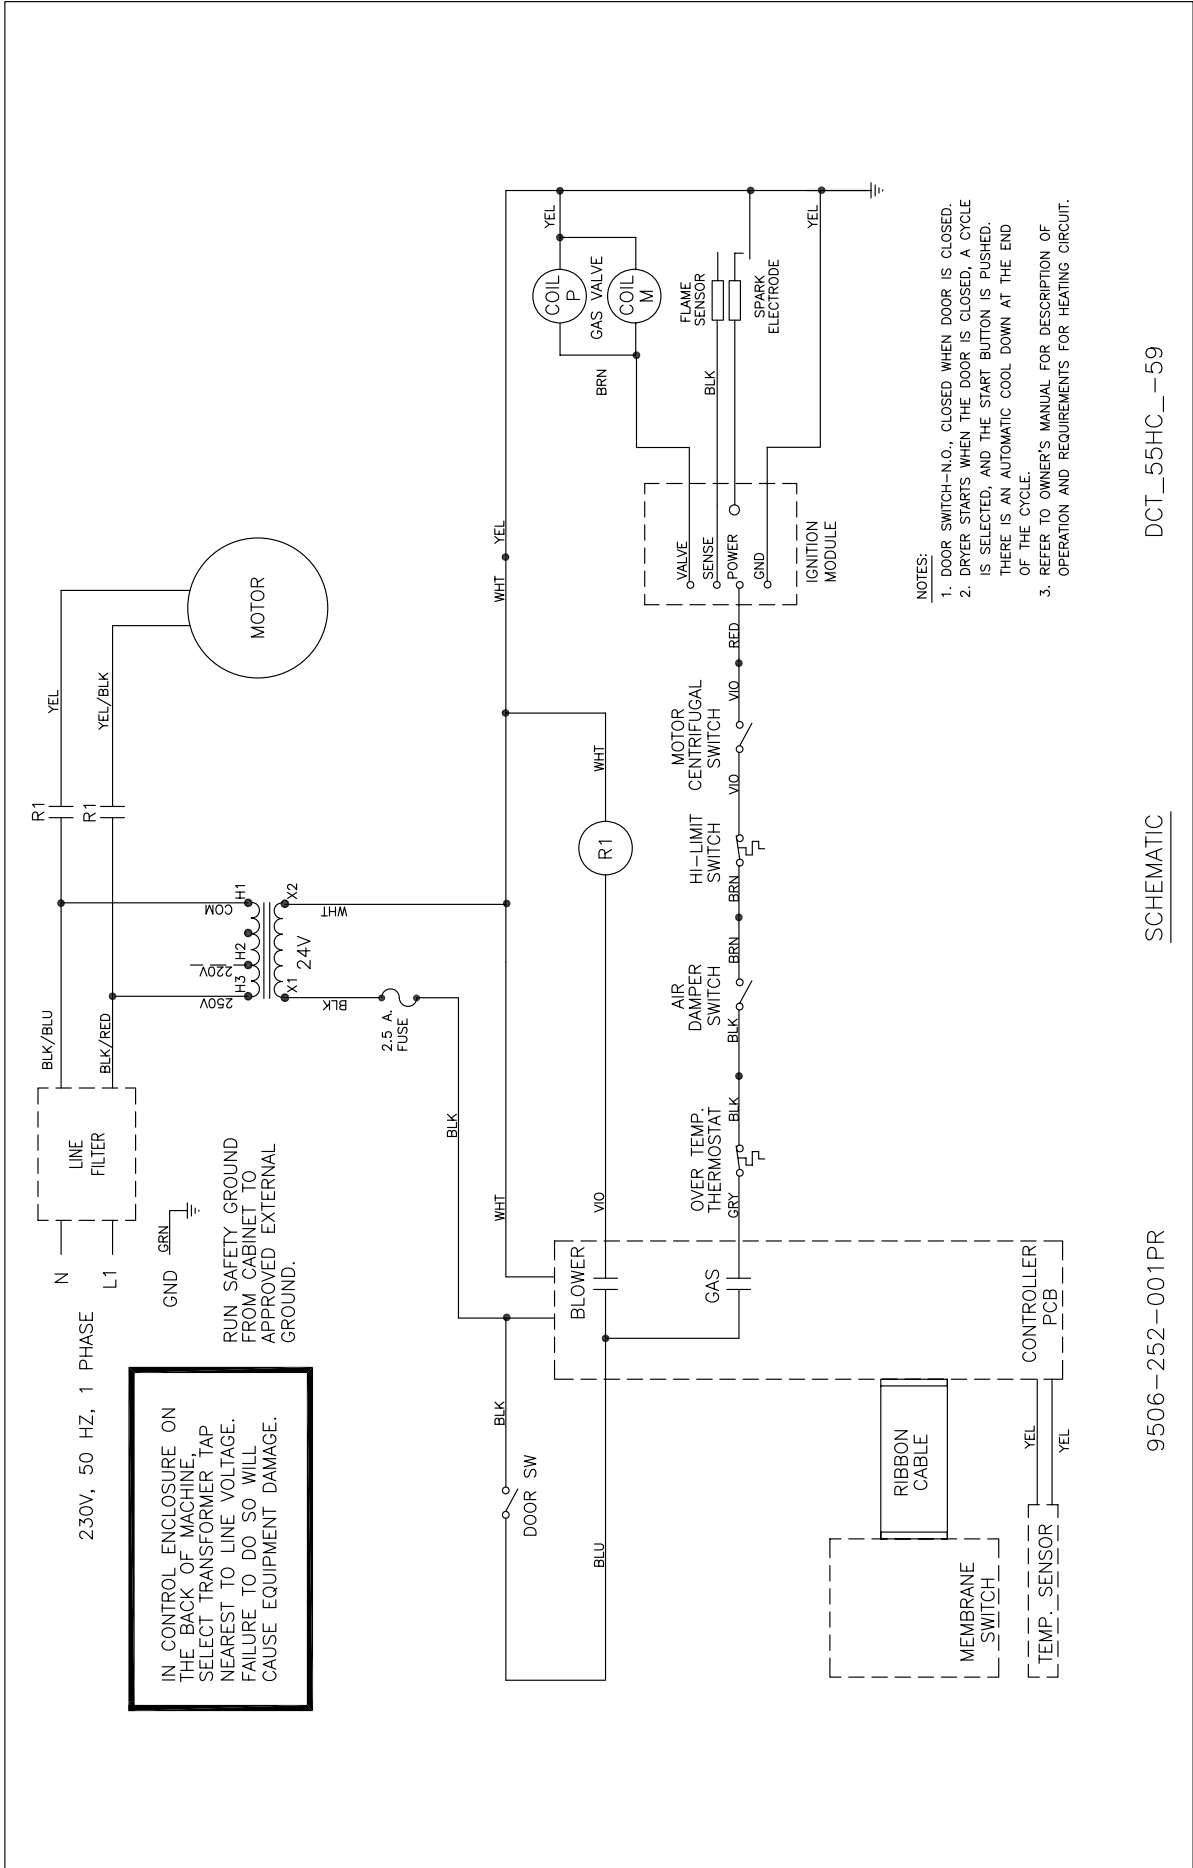 IN CONTROL ENCLOSURE ON
THE BACK OF MACHINE,
SELECT TRANSFORMER TAP
NEAREST TO LINE VOLTAGE.
FAILURE TO DO SO WILL
CAUSE EQUIPMENT DAMAGE.
230V, 50 HZ, 1 PHASE
N
L1
GND
GRN
RUN SAFETY GROUND
FROM CABINET TO
APPROVED EXTERNAL
GROUND.
LINE
FILTER
BLK/BLU
BLK/RED
R1
R1
YEL
YEL/BLK
MOTOR
COM
220V
250V
H1
H2
H3
X1
X2
24V
BLK
WHT
2.5 A.
FUSE
BLK
WHT
WHT
YEL
BLK
DOOR SW
BLU
BLOWER
VIO
R1
WHT
GAS
GRY
OVER TEMP.
THERMOSTAT
BLK
BLK
AIR
DAMPER
SWITCH
BRN
BRN
HI-LIMIT
SWITCH
VIO
MOTOR
CENTRIFUGAL
SWITCH
VIO
RED
VALVE
SENSE
POWER
GND
IGNITION
MODULE
BRN
COIL
P
GAS VALVE
COIL
M
YEL
BLK
FLAME
SENSOR
SPARK
ELECTRODE
YEL
CONTROLLER
PCB
RIBBON
CABLE
MEMBRANE
SWITCH
TEMP. SENSOR
YEL
YEL
NOTES:
1. DOOR SWITCH-N.O., CLOSED WHEN DOOR IS CLOSED.
2. DRYER STARTS WHEN THE DOOR IS CLOSED, A CYCLE
IS SELECTED, AND THE START BUTTON IS PUSHED.
THERE IS AN AUTOMATIC COOL DOWN AT THE END
OF THE CYCLE.
3. REFER TO OWNER'S MANUAL FOR DESCRIPTION OF
OPERATION AND REQUIREMENTS FOR HEATING CIRCUIT.
9506-252-001PR
SCHEMATIC
DCT_55HC_-59